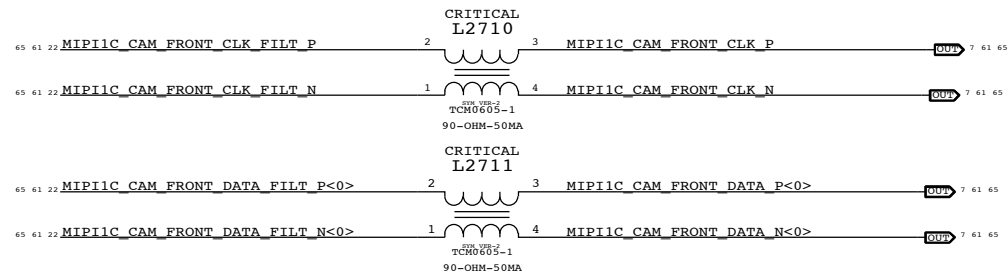 CRITICAL
L2710
65 61 22 MIPI1C_CAM_FRONT_CLK_FILT_P 2 3 MIPI1C_CAM_FRONT_CLK_P OUT 7 61 65
65 61 22 MIPI1C_CAM_FRONT_CLK_FILT_N 1 4 MIPI1C_CAM_FRONT_CLK_N OUT 7 61 65
SYM_VER-2
TCM0605-1
90-OHM-50MA
CRITICAL
L2711
65 61 22 MIPI1C_CAM_FRONT_DATA_FILT_P<0> 2 3 MIPI1C_CAM_FRONT_DATA_P<0> OUT 7 61 65
65 61 22 MIPI1C_CAM_FRONT_DATA_FILT_N<0> 1 4 MIPI1C_CAM_FRONT_DATA_N<0> OUT 7 61 65
SYM_VER-2
TCM0605-1
90-OHM-50MA